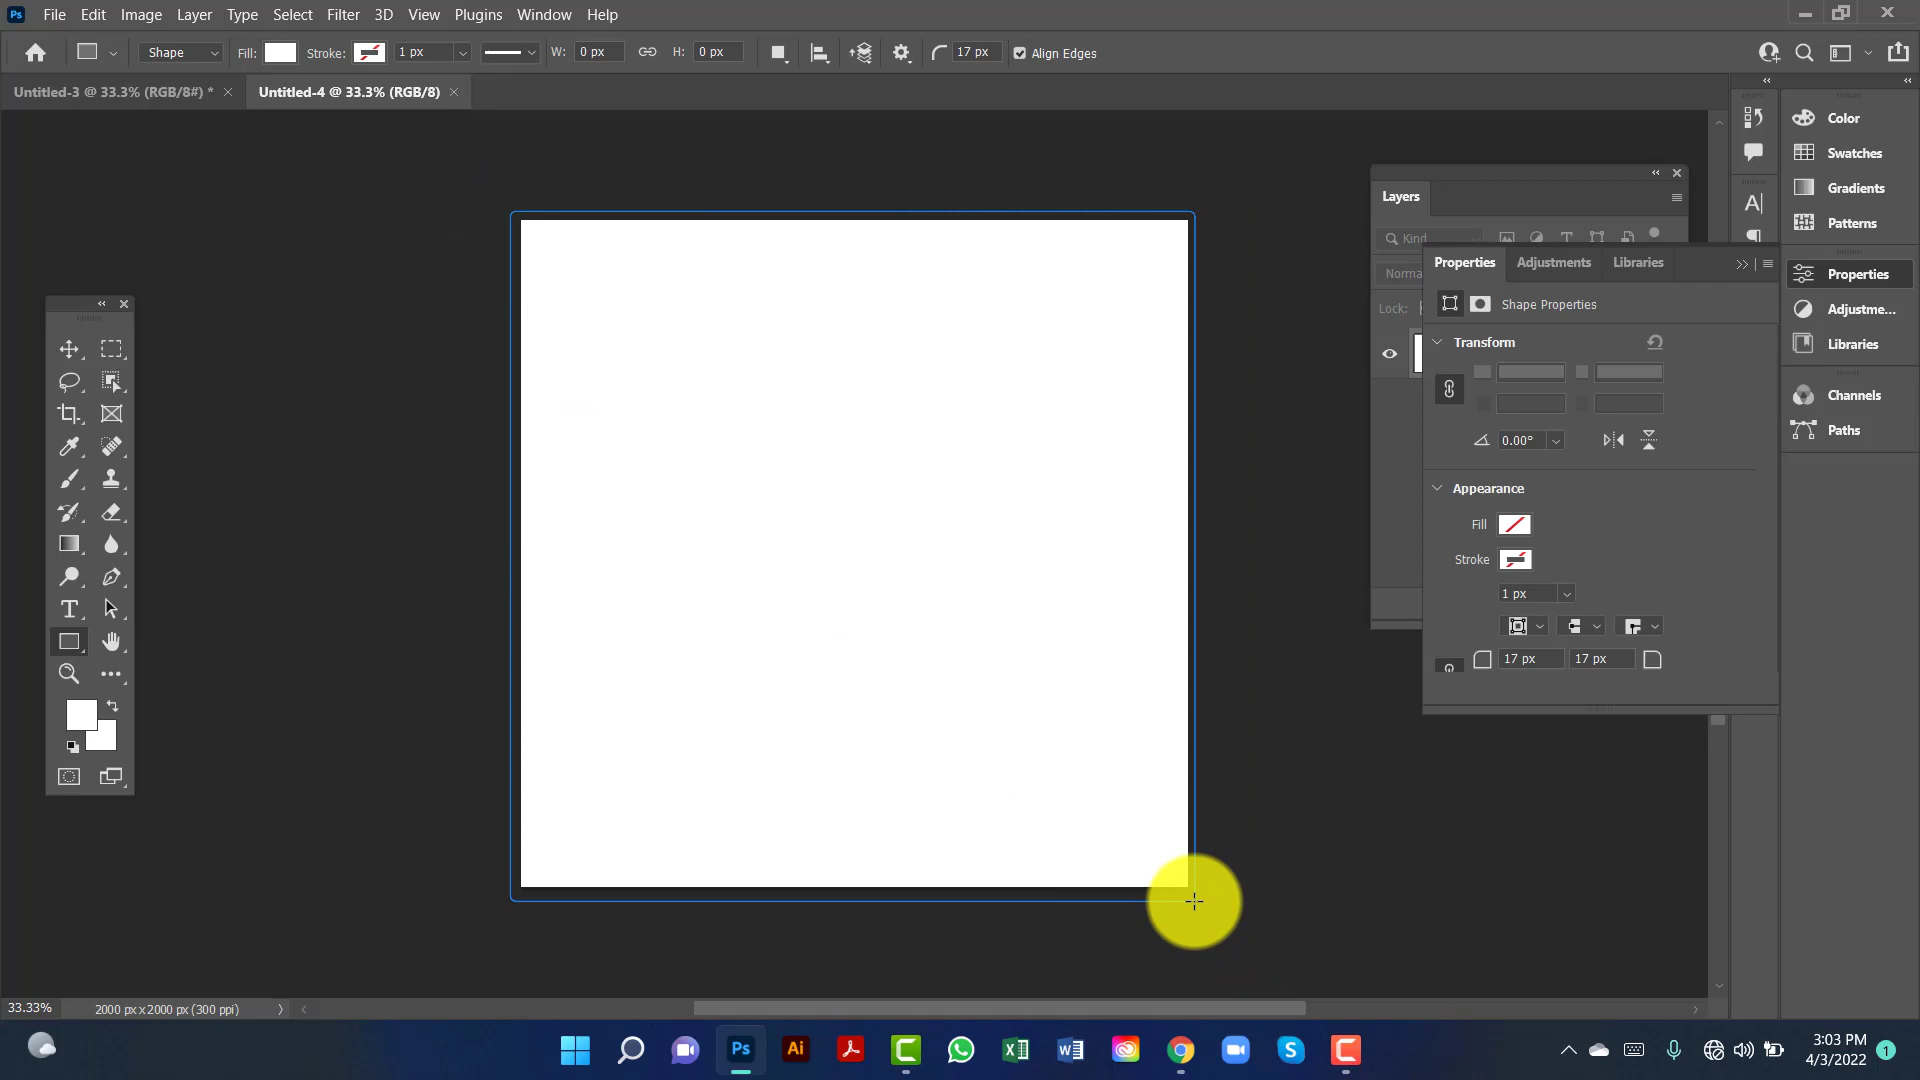 Ps File Edit Image Layer Type Select Filter 3D View Plugins Window Help
Shape Fill: Stroke: 1 px W: 0 px H: 0 px 17 px Align Edges
Untitled-3 @ 33.3% (RGB/8#) * Untitled-4 @ 33.3% (RGB/8)
Color
Swatches
Gradients
Patterns
Properties
Adjustme...
Libraries
Channels
Paths
Layers
Kind
Norma
Lock:
Properties Adjustments Libraries
Shape Properties
Transform
0.00°
Appearance
Fill
Stroke
1 px
17 px 17 px
33.33% 2000 px x 2000 px (300 ppi)
Ps Ai
3:03 PM
4/3/2022
1